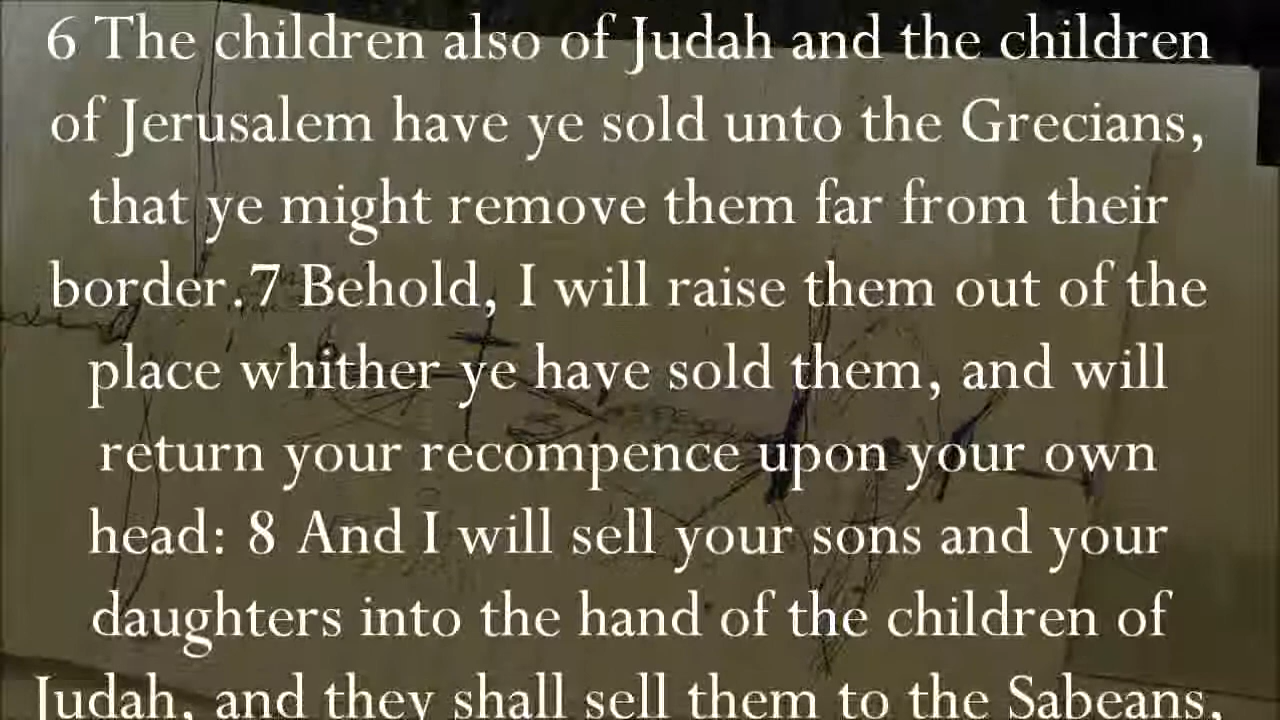 6 The children also of Judah and the children
of Jerusalem have ye sold unto the Grecians,
that ye might remove them far from their
border.7 Behold, I will raise them out of the
place whither ye have sold them, and will
return your recompence upon your own
head: 8 And I will sell your sons and your
daughters into the hand of the children of
Judah, and they shall sell them to the Sabeans,